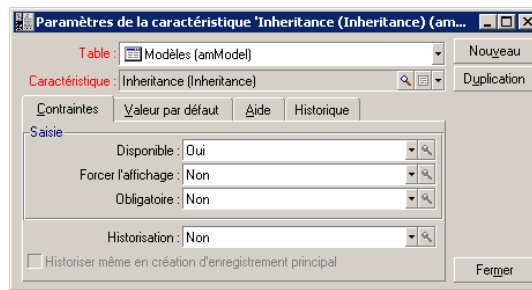 Paramètres de la caractéristique 'Inheritance (Inheritance) (am...
Table : Modèles (amModel)
Nouveau
Caractéristique : Inheritance (Inheritance)
Duplication
Contraintes Valeur par défaut Aide Historique
Saisie
Disponible : Oui
Forcer l'affichage : Non
Obligatoire : Non
Historisation : Non
Historiser même en création d'enregistrement principal
Fermer